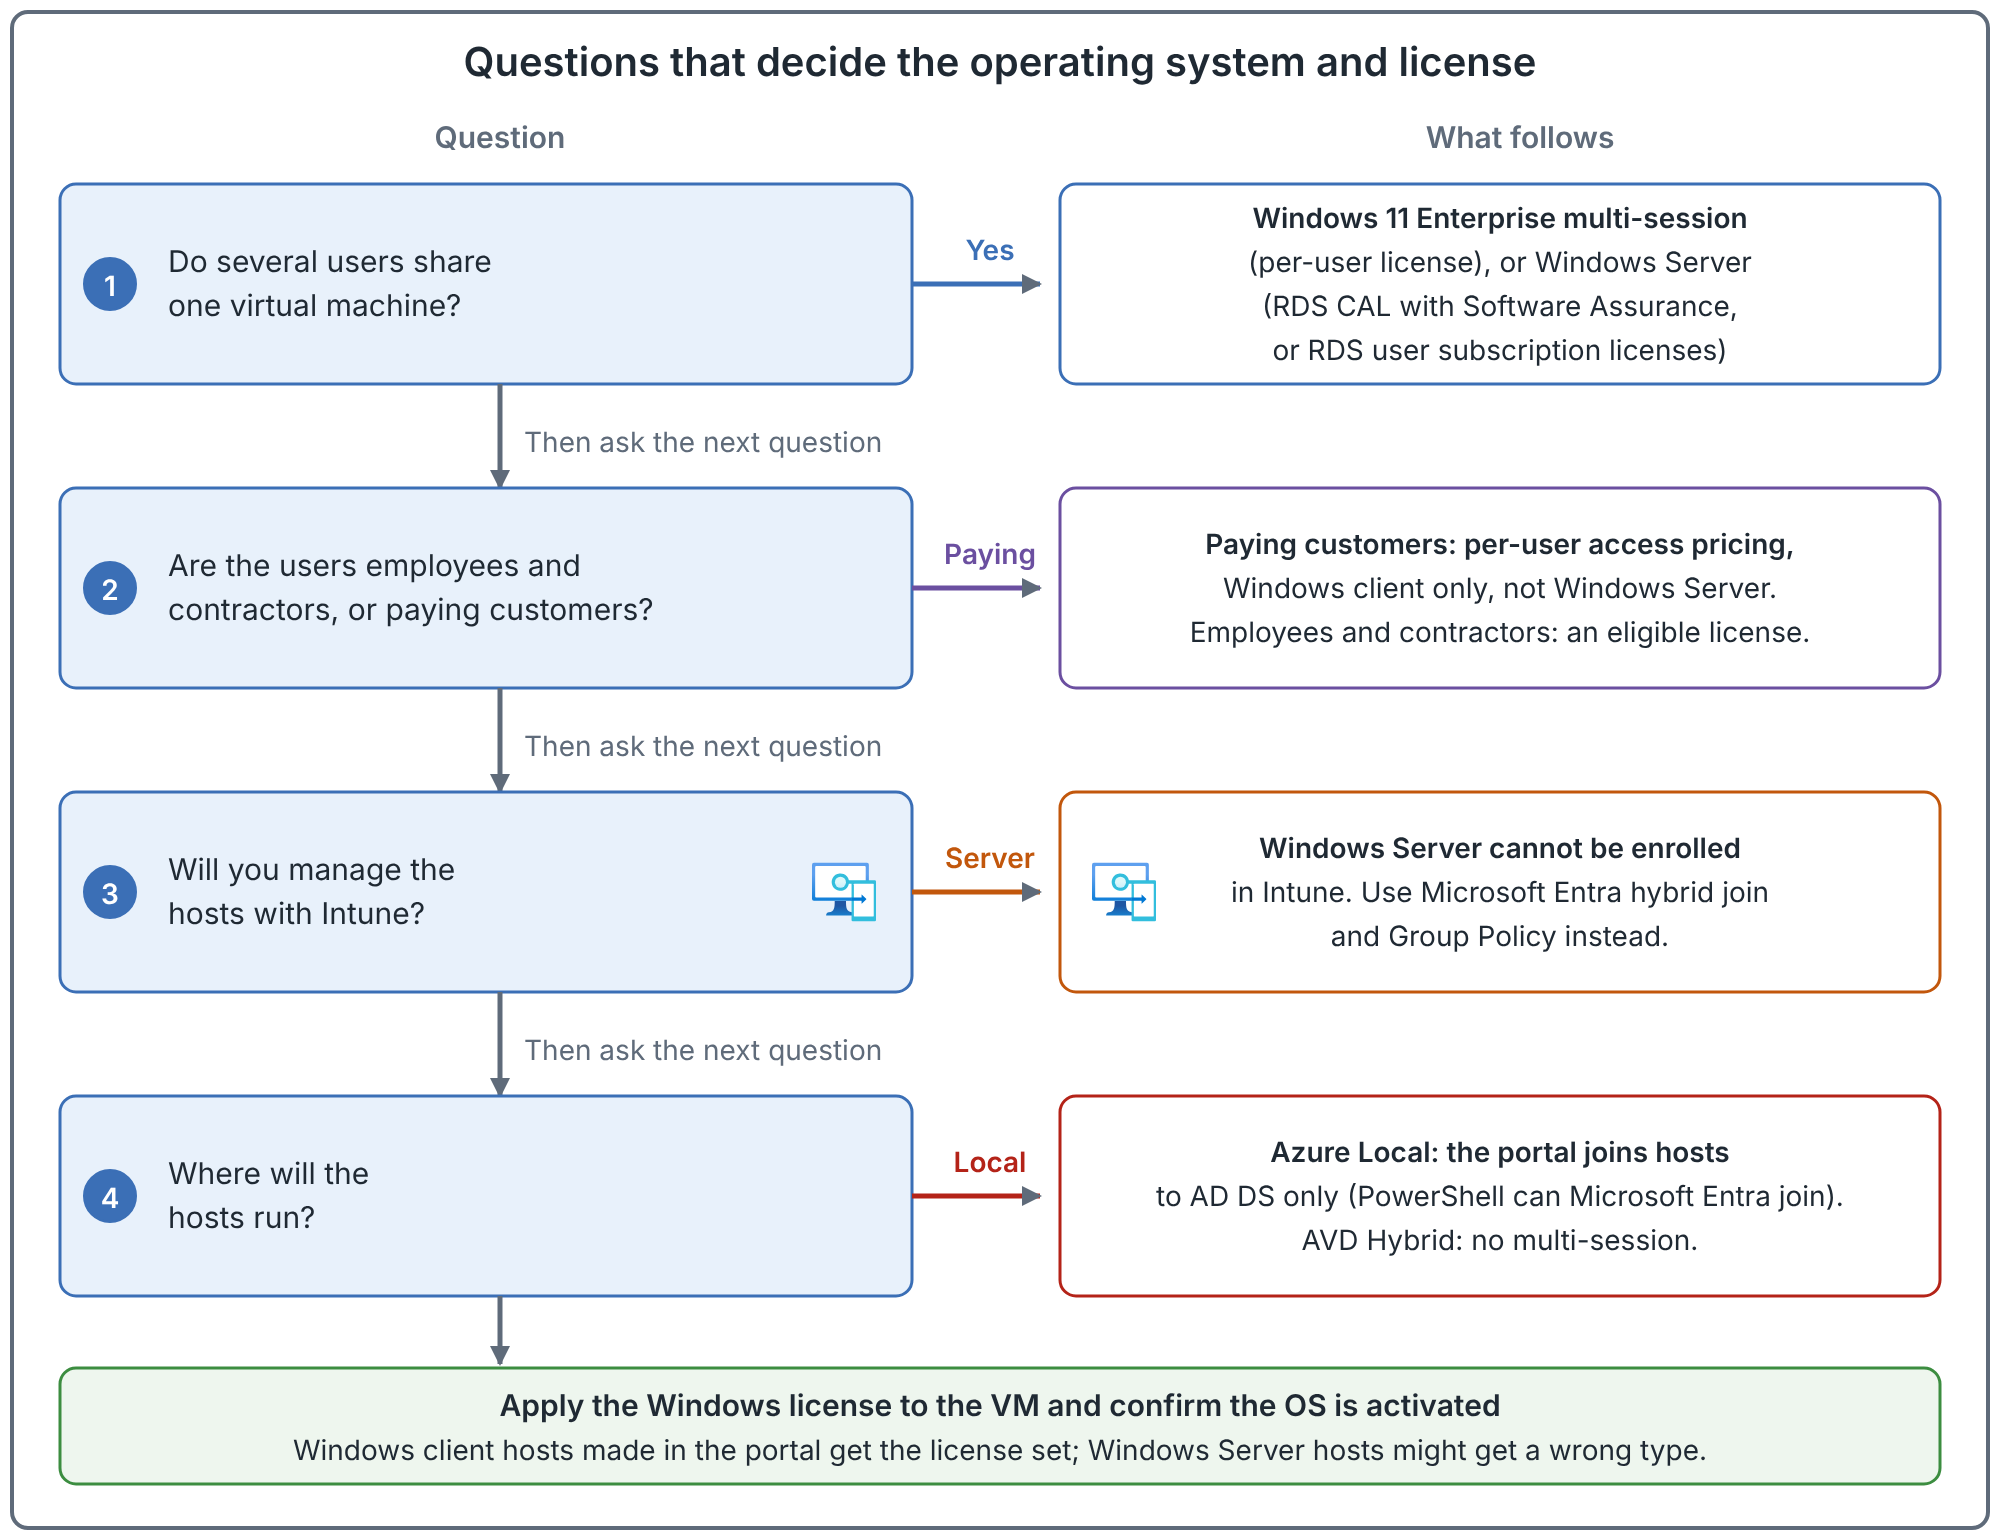 Questions that decide the operating system and license
Question
What follows
1
Do several users share
one virtual machine?
Yes
Windows 11 Enterprise multi-session
(per-user license), or Windows Server
(RDS CAL with Software Assurance,
or RDS user subscription licenses)
Then ask the next question
2
Are the users employees and
contractors, or paying customers?
Paying
Paying customers: per-user access pricing,
Windows client only, not Windows Server.
Employees and contractors: an eligible license.
Then ask the next question
3
Will you manage the
hosts with Intune?
Server
Windows Server cannot be enrolled
in Intune. Use Microsoft Entra hybrid join
and Group Policy instead.
Then ask the next question
4
Where will the
hosts run?
Local
Azure Local: the portal joins hosts
to AD DS only (PowerShell can Microsoft Entra join).
AVD Hybrid: no multi-session.
Apply the Windows license to the VM and confirm the OS is activated
Windows client hosts made in the portal get the license set; Windows Server hosts might get a wrong type.